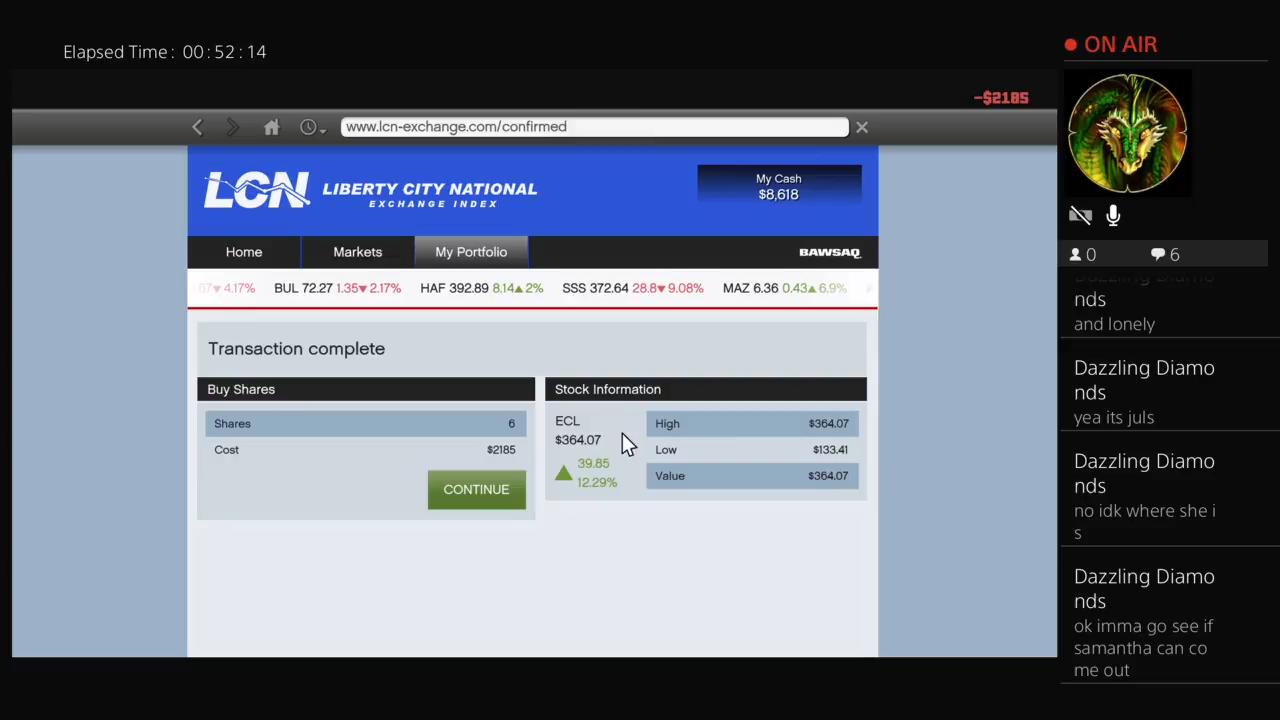 Elapsed Time: 00:52:14
ON AIR
-$2185
www.lcn-exchange.com/confirmed
LCN LIBERTY CITY NATIONAL
EXCHANGE INDEX
My Cash
$8,618
0 6
Home Markets My Portfolio BAWSAQ
4.17% BUL 72.27 1.35▼2.17% HAF 392.89 8.14▲2% SSS 372.64 28.8▼9.08% MAZ 6.36 0.43▲6.9%
Transaction complete
Buy Shares
Shares 6
Cost $2185
CONTINUE
Stock Information
ECL
$364.07
39.85
12.29%
High $364.07
Low $133.41
Value $364.07
Dazzling Diamo
nds
and lonely
Dazzling Diamo
nds
yea its juls
Dazzling Diamo
nds
no idk where she i
s
Dazzling Diamo
nds
ok imma go see if
samantha can co
me out